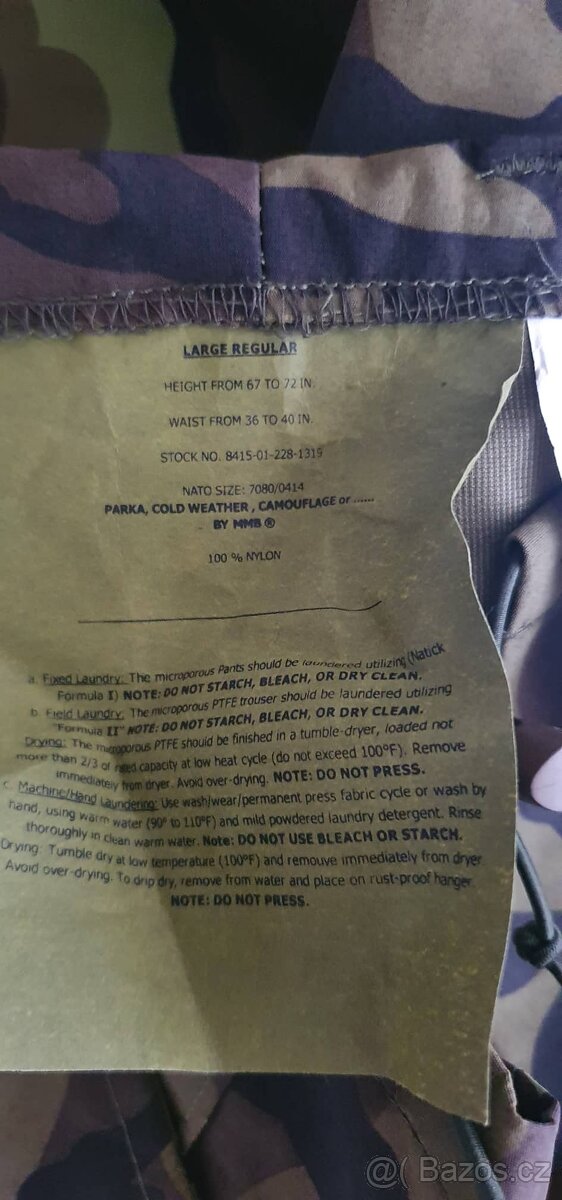 LARGE REGULAR
HEIGHT FROM 67 TO 72 IN.
WAIST FROM 36 TO 40 IN.
STOCK NO. 8415-01-228-1319
NATO SIZE: 7080/0414
PARKA, COLD WEATHER , CAMOUFLAGE or ......
BY MMB ®
100 % NYLON
a. Fixed Laundry: The microporous Pants should be laundered utilizing (Natick
Formula I) NOTE: DO NOT STARCH, BLEACH, OR DRY CLEAN.
b. Field Laundry: The microporous PTFE trouser should be laundered utilizing
"Formula II" NOTE: DO NOT STARCH, BLEACH, OR DRY CLEAN.
Drying: The microporous PTFE should be finished in a tumble-dryer, loaded not
more than 2/3 of rated capacity at low heat cycle (do not exceed 100°F). Remove
immediately from dryer. Avoid over-drying. NOTE: DO NOT PRESS.
c. Machine/Hand Laundering: Use wash/wear/permanent press fabric cycle or wash by
hand, using warm water (90° to 110°F) and mild powdered laundry detergent. Rinse
thoroughly in clean warm water. Note: DO NOT USE BLEACH OR STARCH.
Drying: Tumble dry at low temperature (100°F) and remouve immediately from dryer
Avoid over-drying. To drip dry, remove from water and place on rust-proof hanger.
NOTE: DO NOT PRESS.
@( Bazos.cz